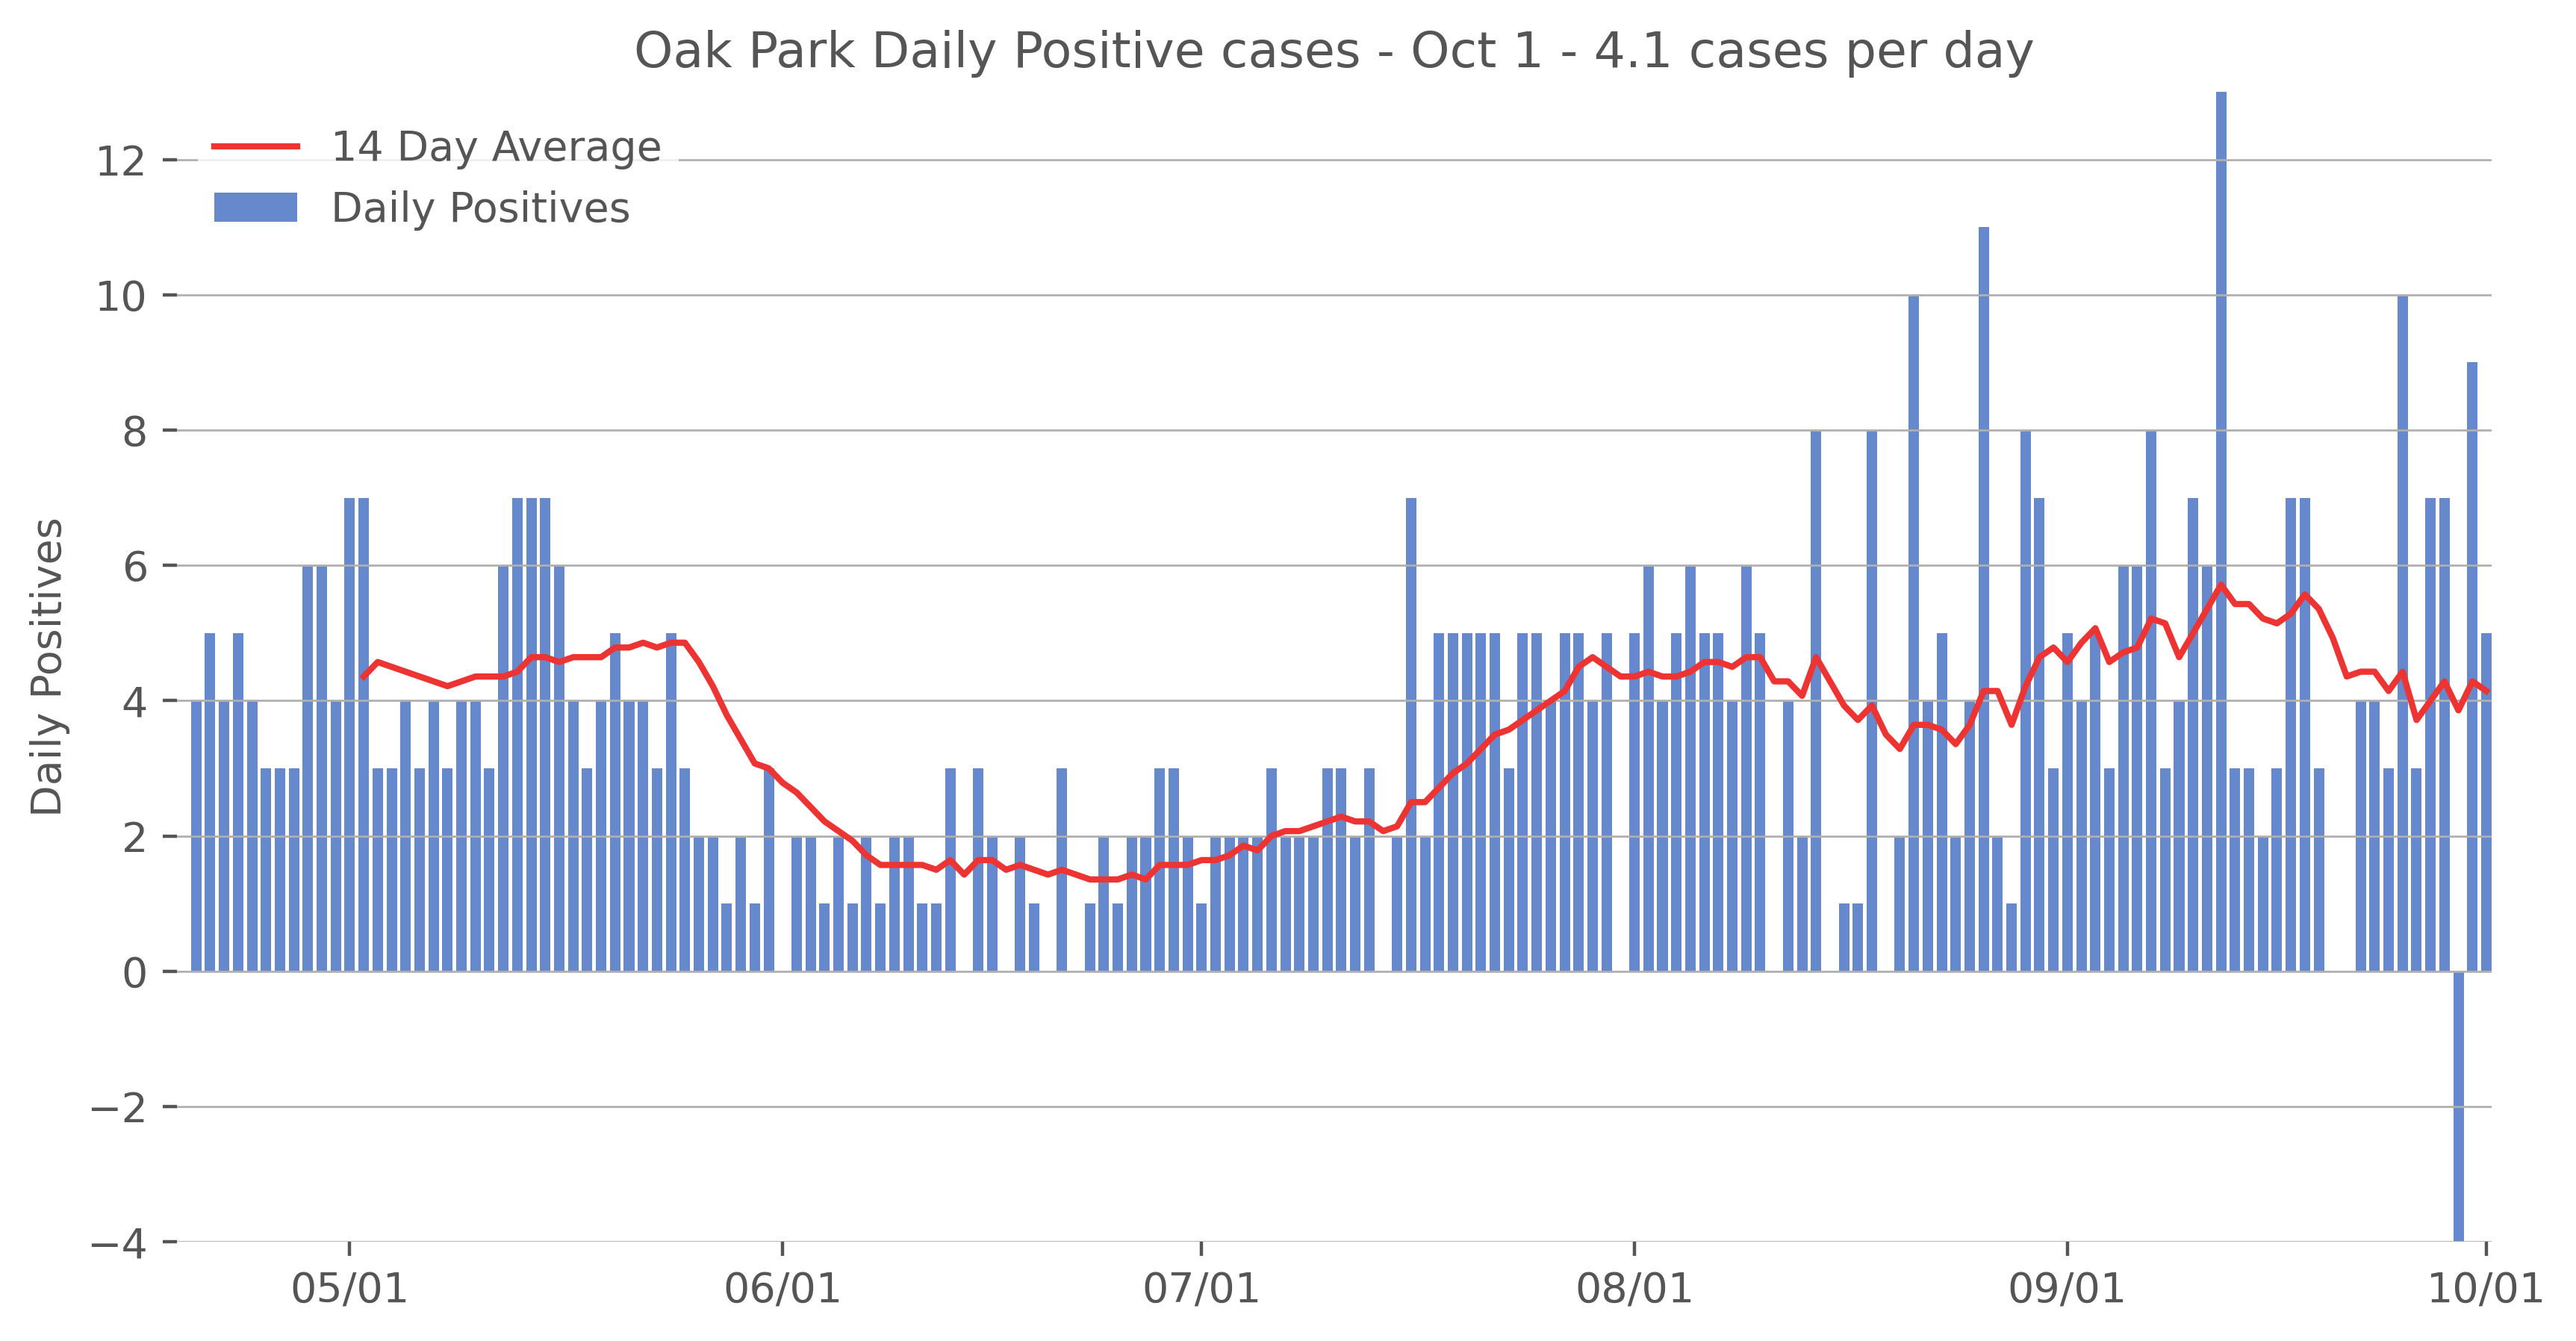 Oak Park Daily Positive cases - Oct 1 - 4.1 cases per day
14 Day Average
Daily Positives
Daily Positives
12
10
8
6
4
2
0
−2
−4
05/01 06/01 07/01 08/01 09/01 10/01